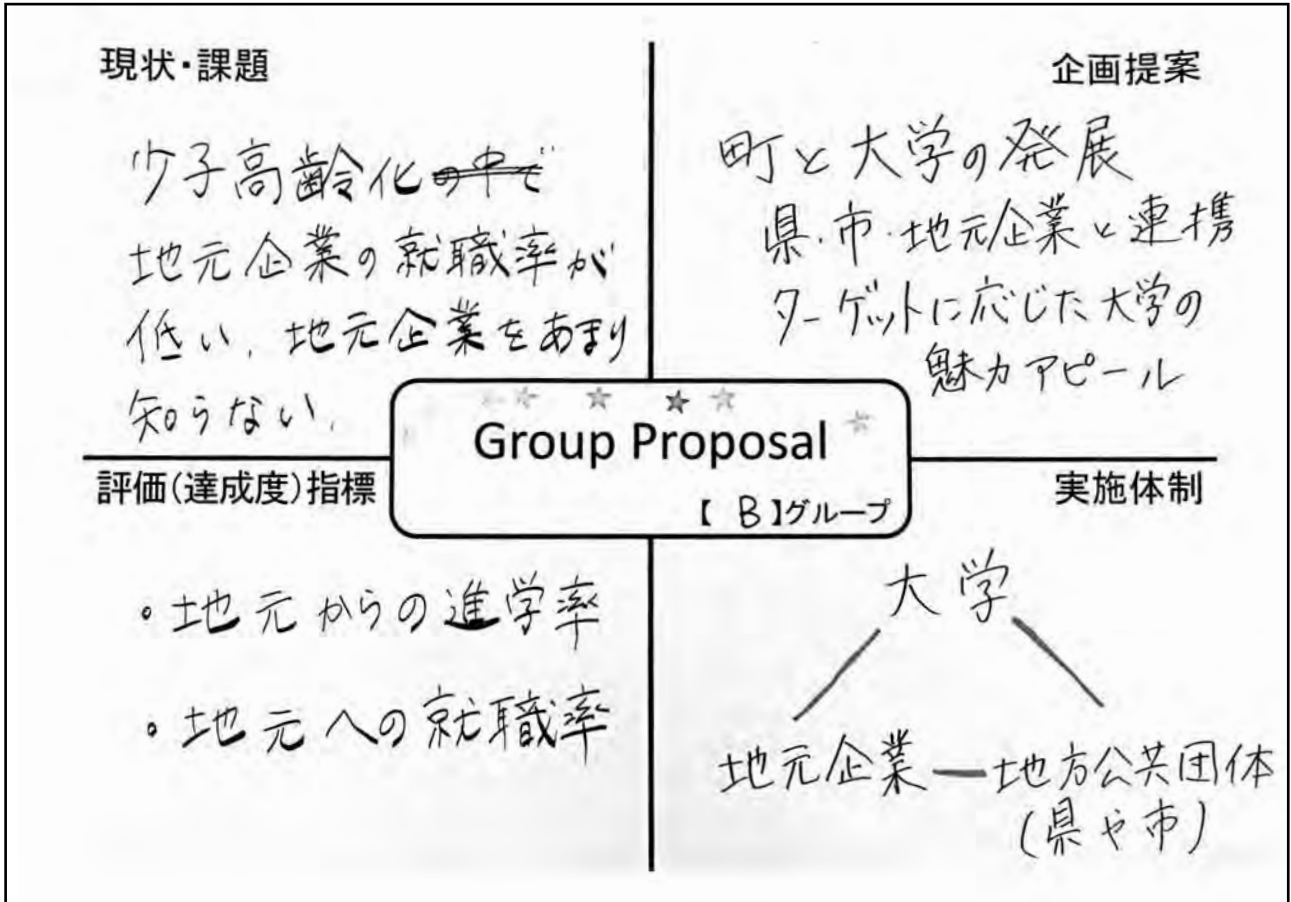 現状・課題
少子高齢化の中で
地元企業の就職率が
低い、地元企業をあまり
知らない。
企画提案
町と大学の発展
県・市・地元企業と連携
ターゲットに応じた大学の
魅力アピール
Group Proposal
【 B 】グループ
評価(達成度)指標
・地元からの進学率
・地元への就職率
実施体制
大学
地元企業ー地方公共団体
(県や市)